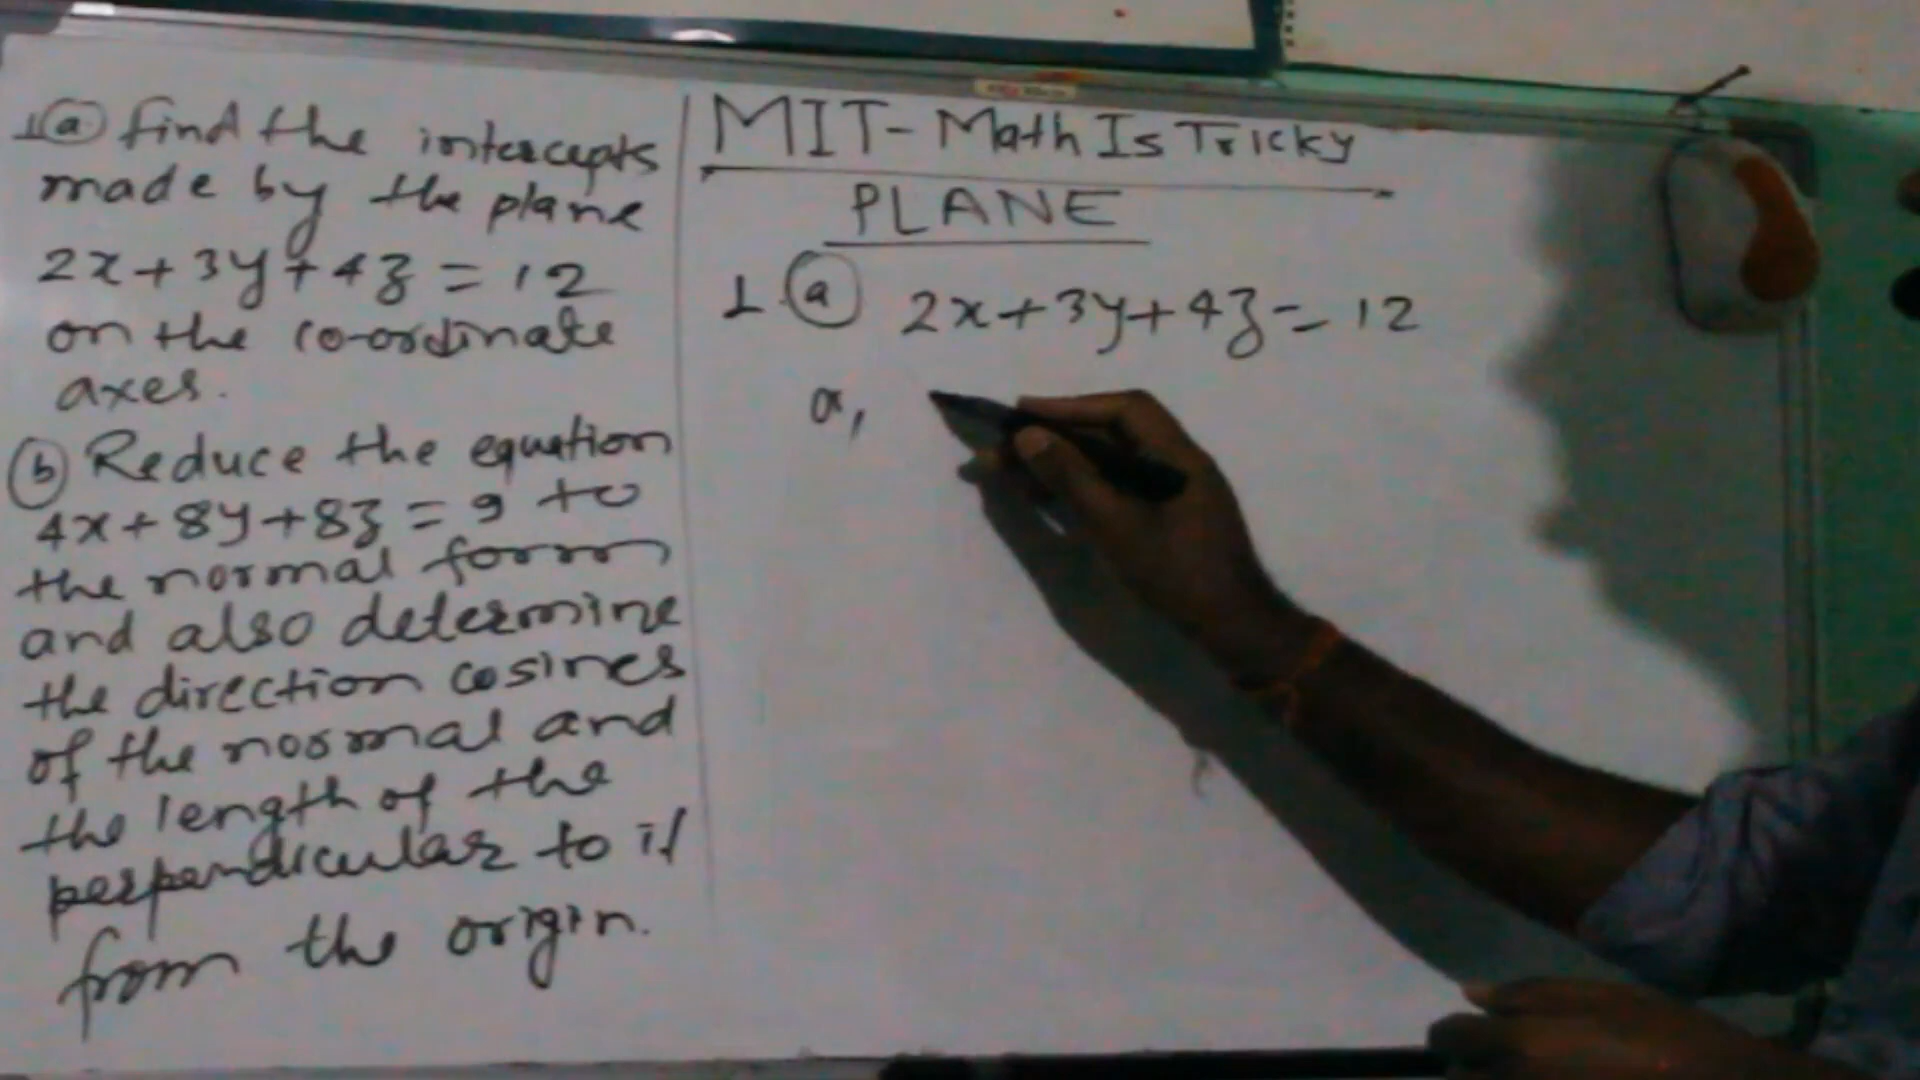 1 (a) find the intercepts
made by the plane
2x+3y+4z=12
on the co-ordinate
axes.
(b) Reduce the equation
4x+8y+8z=9 to
the normal form
and also determine
the direction cosines
of the normal and
the length of the
perpendicular to it
from the origin.
MIT-Math Is Tricky
PLANE
1.(a) 2x+3y+4z=12
or,